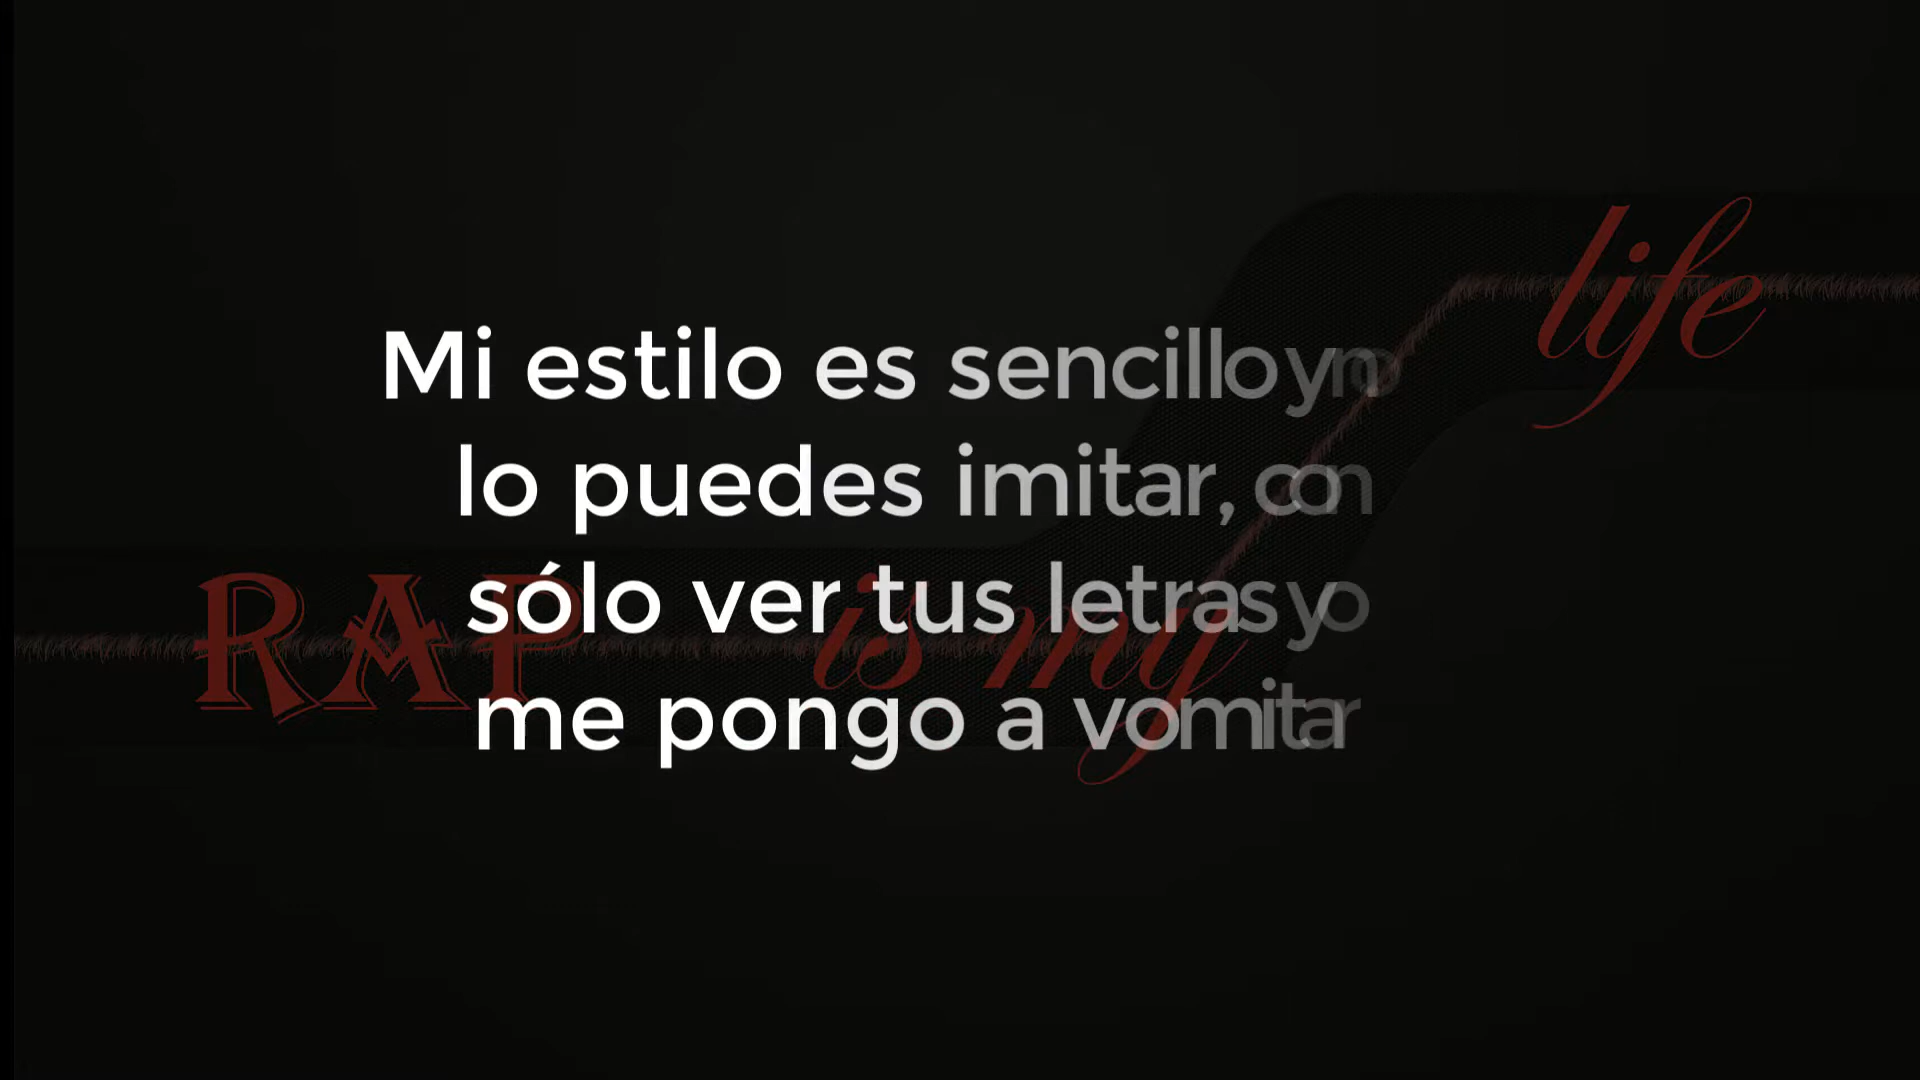 Mi estilo es sencillo y no
lo puedes imitar, con
sólo ver tus letras yo
me pongo a vomitar
RAP is my life